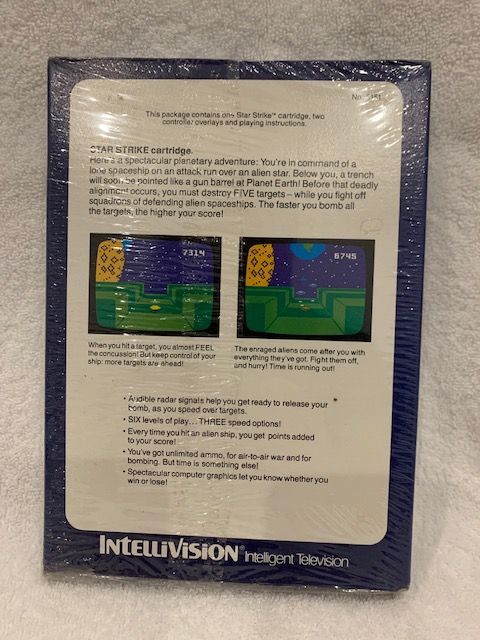 No. 5161
This package contains one Star Strike™ cartridge, two
controller overlays and playing instructions.
STAR STRIKE cartridge.
Here's a spectacular planetary adventure: You're in command of a
lone spaceship on an attack run over an alien star. Below you, a trench
will soon be pointed like a gun barrel at Planet Earth! Before that deadly
alignment occurs, you must destroy FIVE targets – while you fight off
squadrons of defending alien spaceships. The faster you bomb all
the targets, the higher your score!
7314
6745
When you hit a target, you almost FEEL
the concussion! But keep control of your
ship: more targets are ahead!
The enraged aliens come after you with
everything they've got. Fight them off,
and hurry! Time is running out!
• Audible radar signals help you get ready to release your
bomb, as you speed over targets.
• SIX levels of play... THREE speed options!
• Every time you hit an alien ship, you get points added
to your score!
• You've got unlimited ammo, for air-to-air war and for
bombing. But time is something else!
• Spectacular computer graphics let you know whether you
win or lose!
INTELLIVISION® Intelligent Television